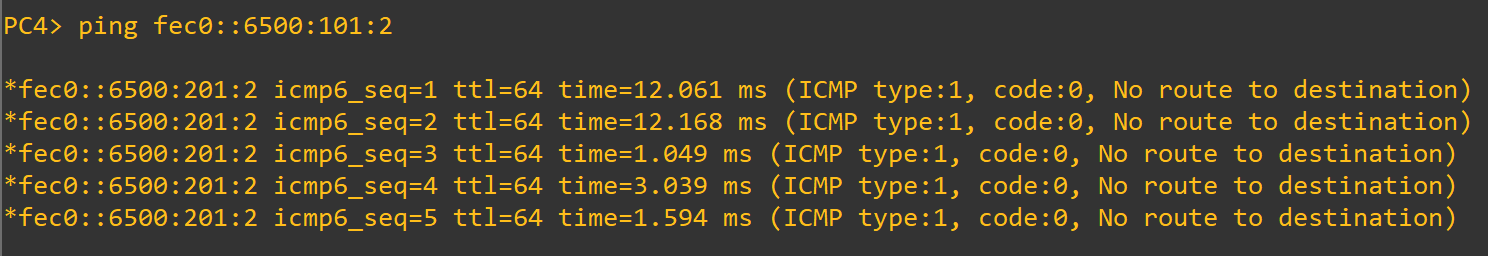 PC4> ping fec0::6500:101:2
*fec0::6500:201:2 icmp6_seq=1 ttl=64 time=12.061 ms (ICMP type:1, code:0, No route to destination)
*fec0::6500:201:2 icmp6_seq=2 ttl=64 time=12.168 ms (ICMP type:1, code:0, No route to destination)
*fec0::6500:201:2 icmp6_seq=3 ttl=64 time=1.049 ms (ICMP type:1, code:0, No route to destination)
*fec0::6500:201:2 icmp6_seq=4 ttl=64 time=3.039 ms (ICMP type:1, code:0, No route to destination)
*fec0::6500:201:2 icmp6_seq=5 ttl=64 time=1.594 ms (ICMP type:1, code:0, No route to destination)